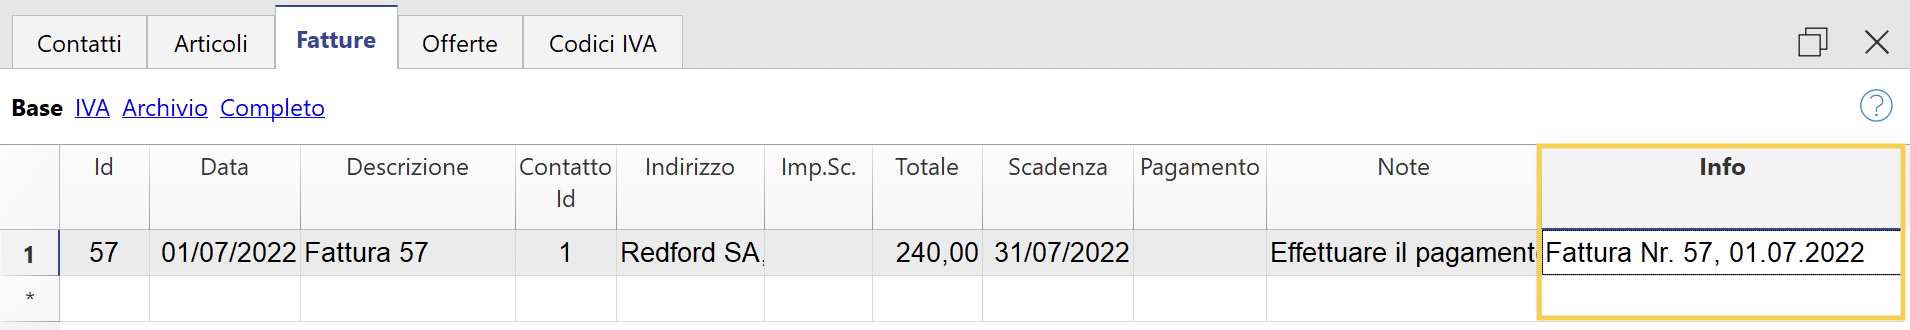 Contatti Articoli Fatture Offerte Codici IVA
Base IVA Archivio Completo ?
Id Data Descrizione Contatto Id Indirizzo Imp.Sc. Totale Scadenza Pagamento Note Info
1 57 01/07/2022 Fattura 57 1 Redford SA, 240,00 31/07/2022 Effettuare il pagament Fattura Nr. 57, 01.07.2022
*